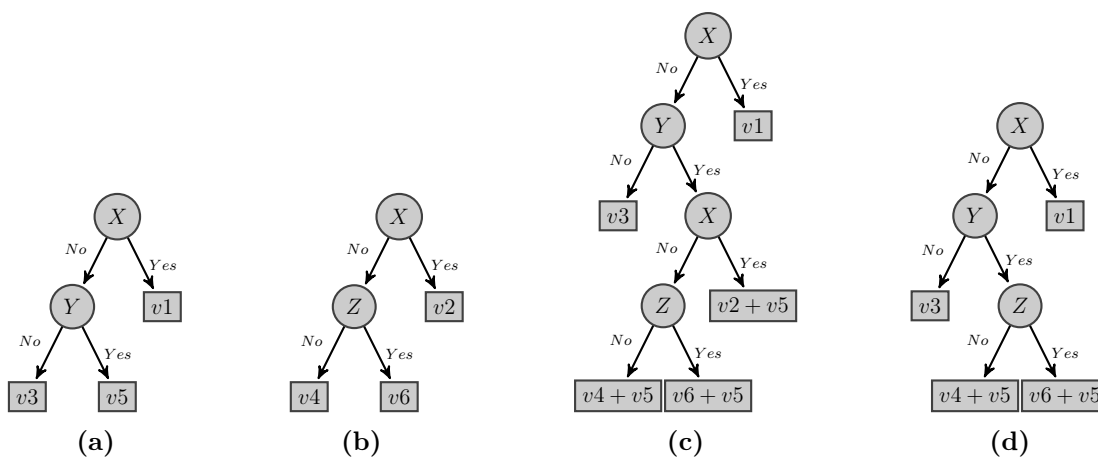 X
No
Yes
Y
v1
No
Yes
v3
v5
(a)
X
No
Yes
Z
v2
No
Yes
v4
v6
(b)
X
No
Yes
Y
v1
No
Yes
v3
X
No
Yes
Z
v2 + v5
No
Yes
v4 + v5
v6 + v5
(c)
X
No
Yes
Y
v1
No
Yes
v3
Z
No
Yes
v4 + v5
v6 + v5
(d)